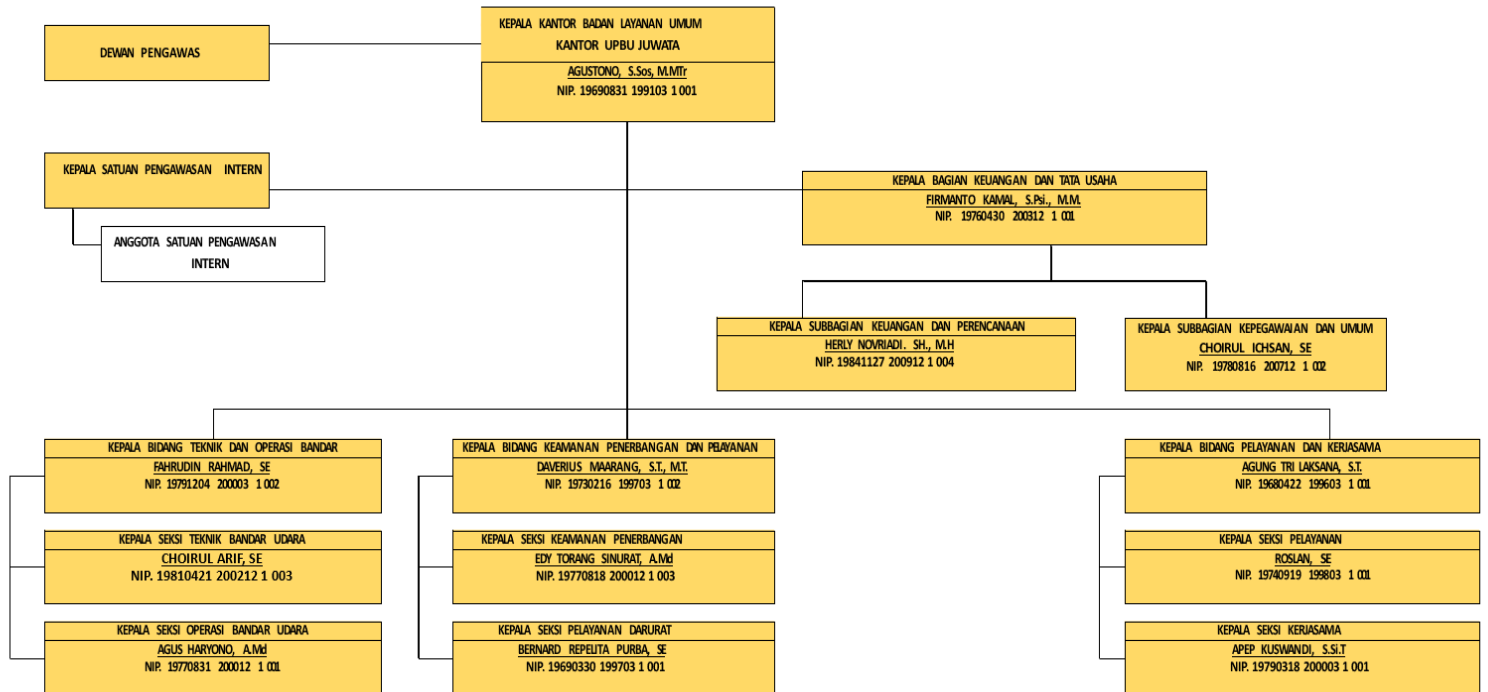 DEWAN PENGAWAS
KEPALA KANTOR BADAN LAYANAN UMUM
KANTOR UPBU JUWATA
AGUSTONO, S.Sos, M.MTr
NIP. 19690831 199103 1 001
KEPALA SATUAN PENGAWASAN INTERN
ANGGOTA SATUAN PENGAWASAN
INTERN
KEPALA BAGIAN KEUANGAN DAN TATA USAHA
FIRMANTO KAMAL, S.Psi., M.M.
NIP. 19760430 200312 1 001
KEPALA SUBBAGIAN KEUANGAN DAN PERENCANAAN
HERLY NOVRIADI. SH., M.H
NIP. 19841127 200912 1 004
KEPALA SUBBAGIAN KEPEGAWAIAN DAN UMUM
CHOIRUL ICHSAN, SE
NIP. 19780816 200712 1 002
KEPALA BIDANG TEKNIK DAN OPERASI BANDAR
FAHRUDIN RAHMAD, SE
NIP. 19791204 200003 1 002
KEPALA SEKSI TEKNIK BANDAR UDARA
CHOIRUL ARIF, SE
NIP. 19810421 200212 1 003
KEPALA SEKSI OPERASI BANDAR UDARA
AGUS HARYONO, A.Md
NIP. 19770831 200012 1 001
KEPALA BIDANG KEAMANAN PENERBANGAN DAN PELAYANAN
DAVERIUS MAARANG, S.T., M.T.
NIP. 19730216 199703 1 002
KEPALA SEKSI KEAMANAN PENERBANGAN
EDY TORANG SINURAT, A.Md
NIP. 19770818 200012 1 003
KEPALA SEKSI PELAYANAN DARURAT
BERNARD REPELITA PURBA, SE
NIP. 19690330 199703 1 001
KEPALA BIDANG PELAYANAN DAN KERJASAMA
AGUNG TRI LAKSANA, S.T.
NIP. 19680422 199603 1 001
KEPALA SEKSI PELAYANAN
ROSLAN, SE
NIP. 19740919 199803 1 001
KEPALA SEKSI KERJASAMA
APEP KUSWANDI, S.Si.T
NIP. 19790318 200003 1 001